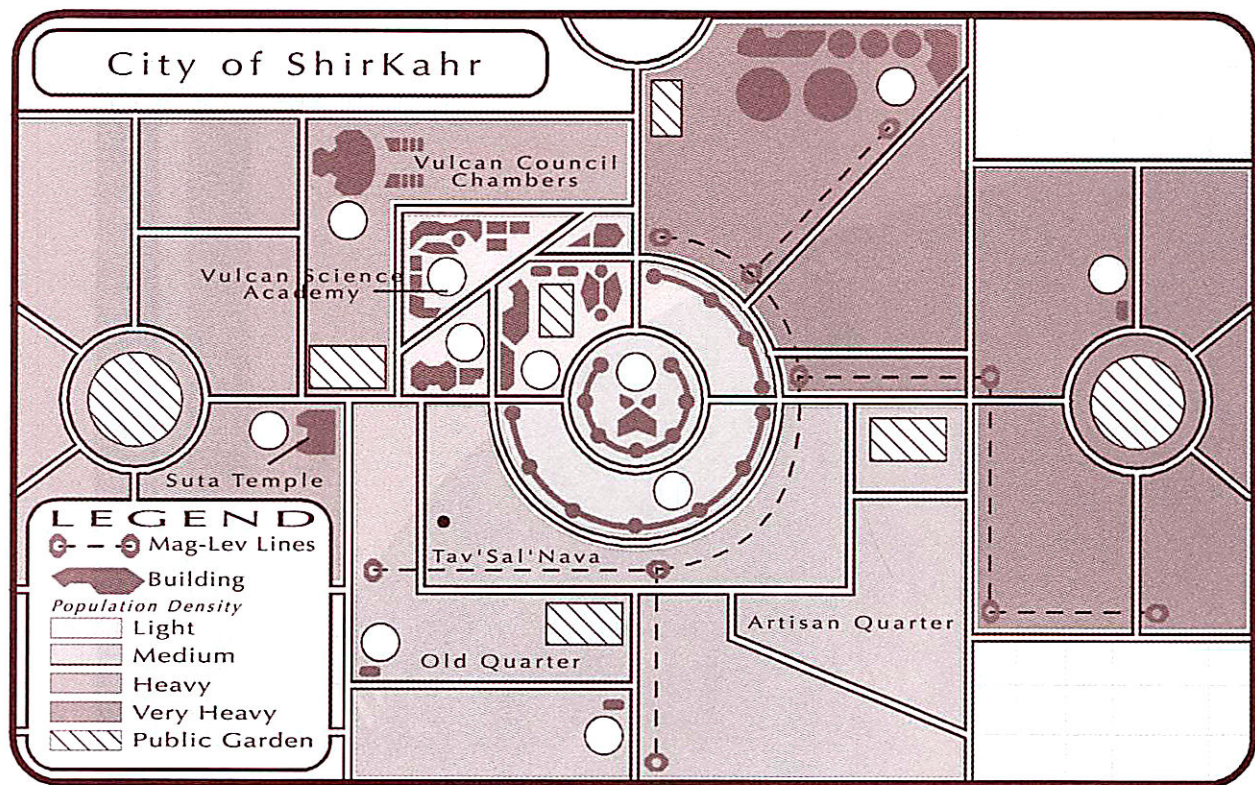 City of ShirKahr
Vulcan Council
Chambers
Vulcan Science
Academy
Suta Temple
Tav'Sal'Nava
Old Quarter
Artisan Quarter
LEGEND
Mag-Lev Lines
Building
Population Density
Light
Medium
Heavy
Very Heavy
Public Garden